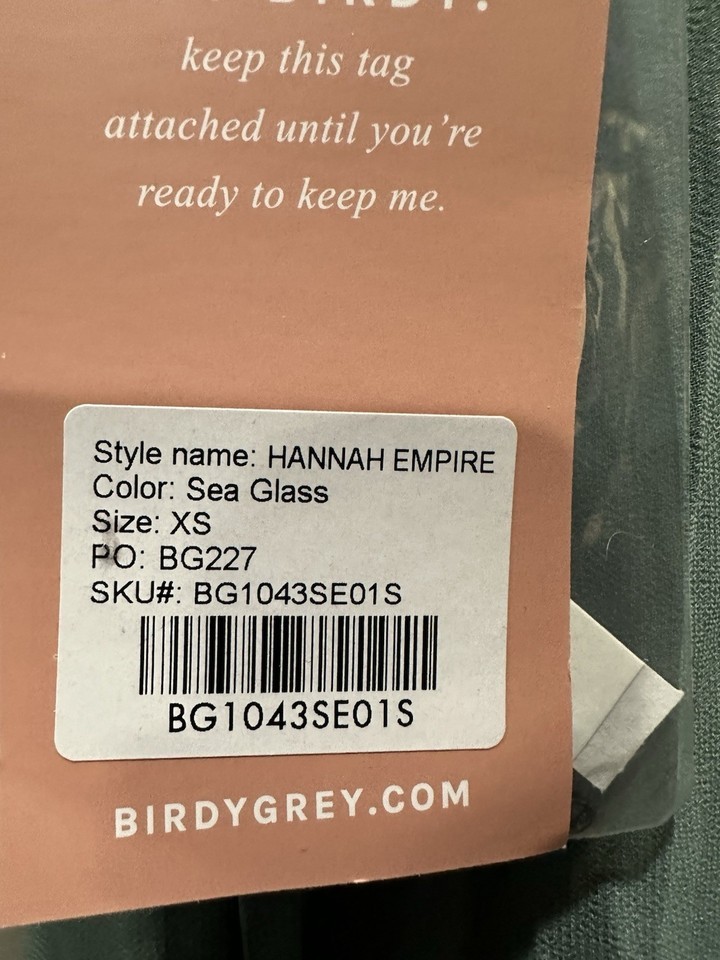 keep this tag
attached until you're
ready to keep me.
Style name: HANNAH EMPIRE
Color: Sea Glass
Size: XS
PO: BG227
SKU#: BG1043SE01S
BG1043SE01S
BIRDYGREY.COM